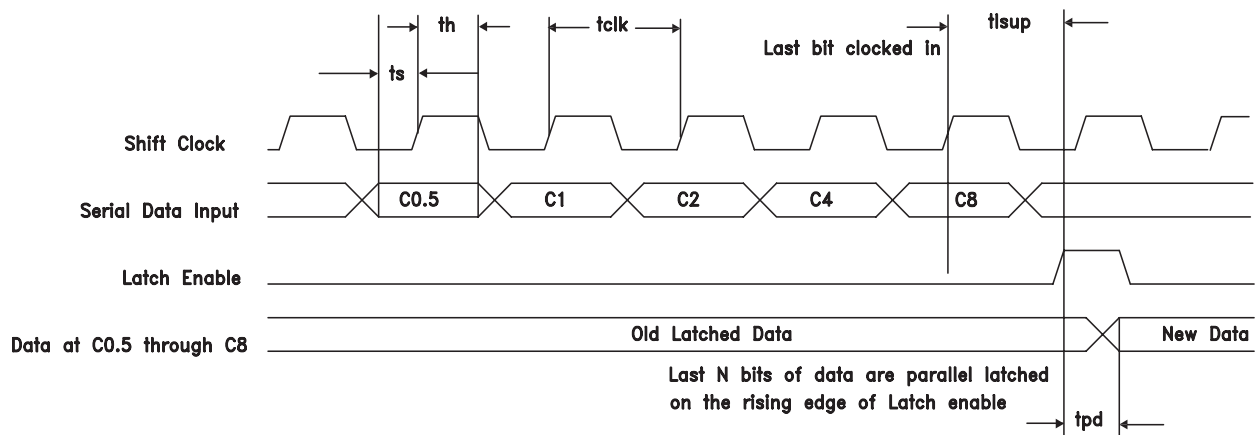 th
tclk
tlsup
Last bit clocked in
ts
Shift Clock
Serial Data Input
C0.5
C1
C2
C4
C8
Latch Enable
Data at C0.5 through C8
Old Latched Data
New Data
Last N bits of data are parallel latched
on the rising edge of Latch enable
tpd